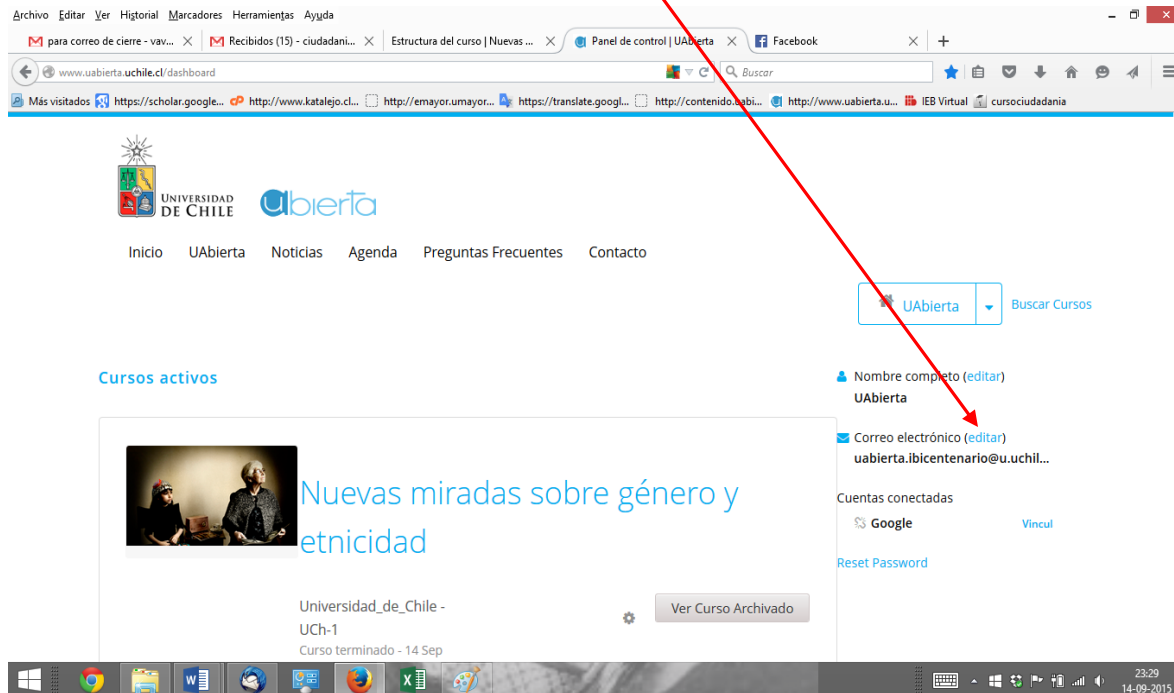 Archivo Editar Ver Historial Marcadores Herramientas Ayuda
para correo de cierre - vav... Recibidos (15) - ciudadani... Estructura del curso | Nuevas ... Panel de control | UAbierta Facebook
www.uabierta.uchile.cl/dashboard Buscar
Más visitados https://scholar.google... http://www.katalejo.cl... http://emayor.umayor... https://translate.googl... http://contenido.uabi... http://www.uabierta.u... IEB Virtual cursociudadania
UNIVERSIDAD
DE CHILE
ubierta
Inicio UAbierta Noticias Agenda Preguntas Frecuentes Contacto
UAbierta Buscar Cursos
Cursos activos
Nombre completo (editar)
UAbierta
Correo electrónico (editar)
uabierta.ibicentenario@u.uchil...
Cuentas conectadas
Google Vincul
Reset Password
Nuevas miradas sobre género y
etnicidad
Universidad_de_Chile -
UCh-1
Curso terminado - 14 Sep
Ver Curso Archivado
23:29
14-09-2015